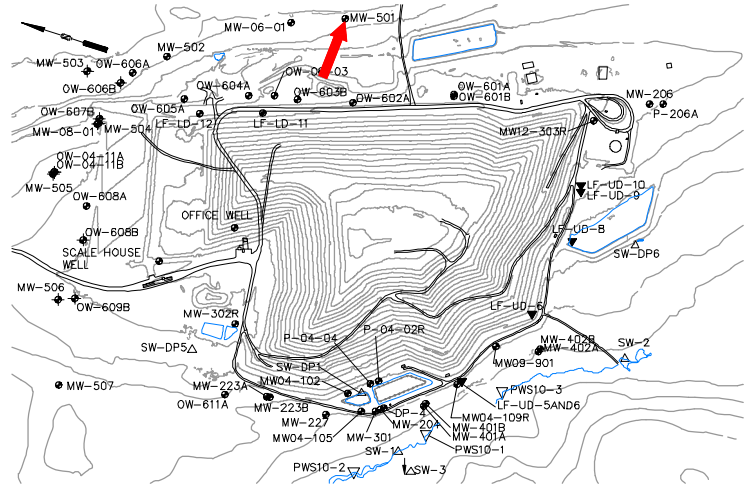 MW-501
MW-06-01
MW-502
MW-503
OW-606A
OW-606B
OW-604A
OW-603B
OW-602A
OW-601A
OW-601B
MW-206
P-206A
OW-605A
LF-LD-12
LF-LD-11
OW-607B
MW-08-01
MW-504
MW12-303R
OW-04-11A
OW-04-11B
MW-505
OW-608A
LF-UD-10
LF-UD-9
OFFICE WELL
LF-UD-8
OW-608B
SW-DP6
SCALE HOUSE
WELL
MW-506
OW-609B
MW-302R
LF-UD-6
P-04-04
P-04-02R
SW-DP5
SW-DP1
MW04-102
MW-402B
MW-402A
SW-2
MW09-901
MW-507
MW-223A
OW-611A
MW-223B
PWS10-3
LF-UD-5AND6
MW04-109R
MW-227
DP-4
MW-204
MW-401B
MW-401A
MW04-105
MW-301
PWS10-1
SW-1
PWS10-2
SW-3